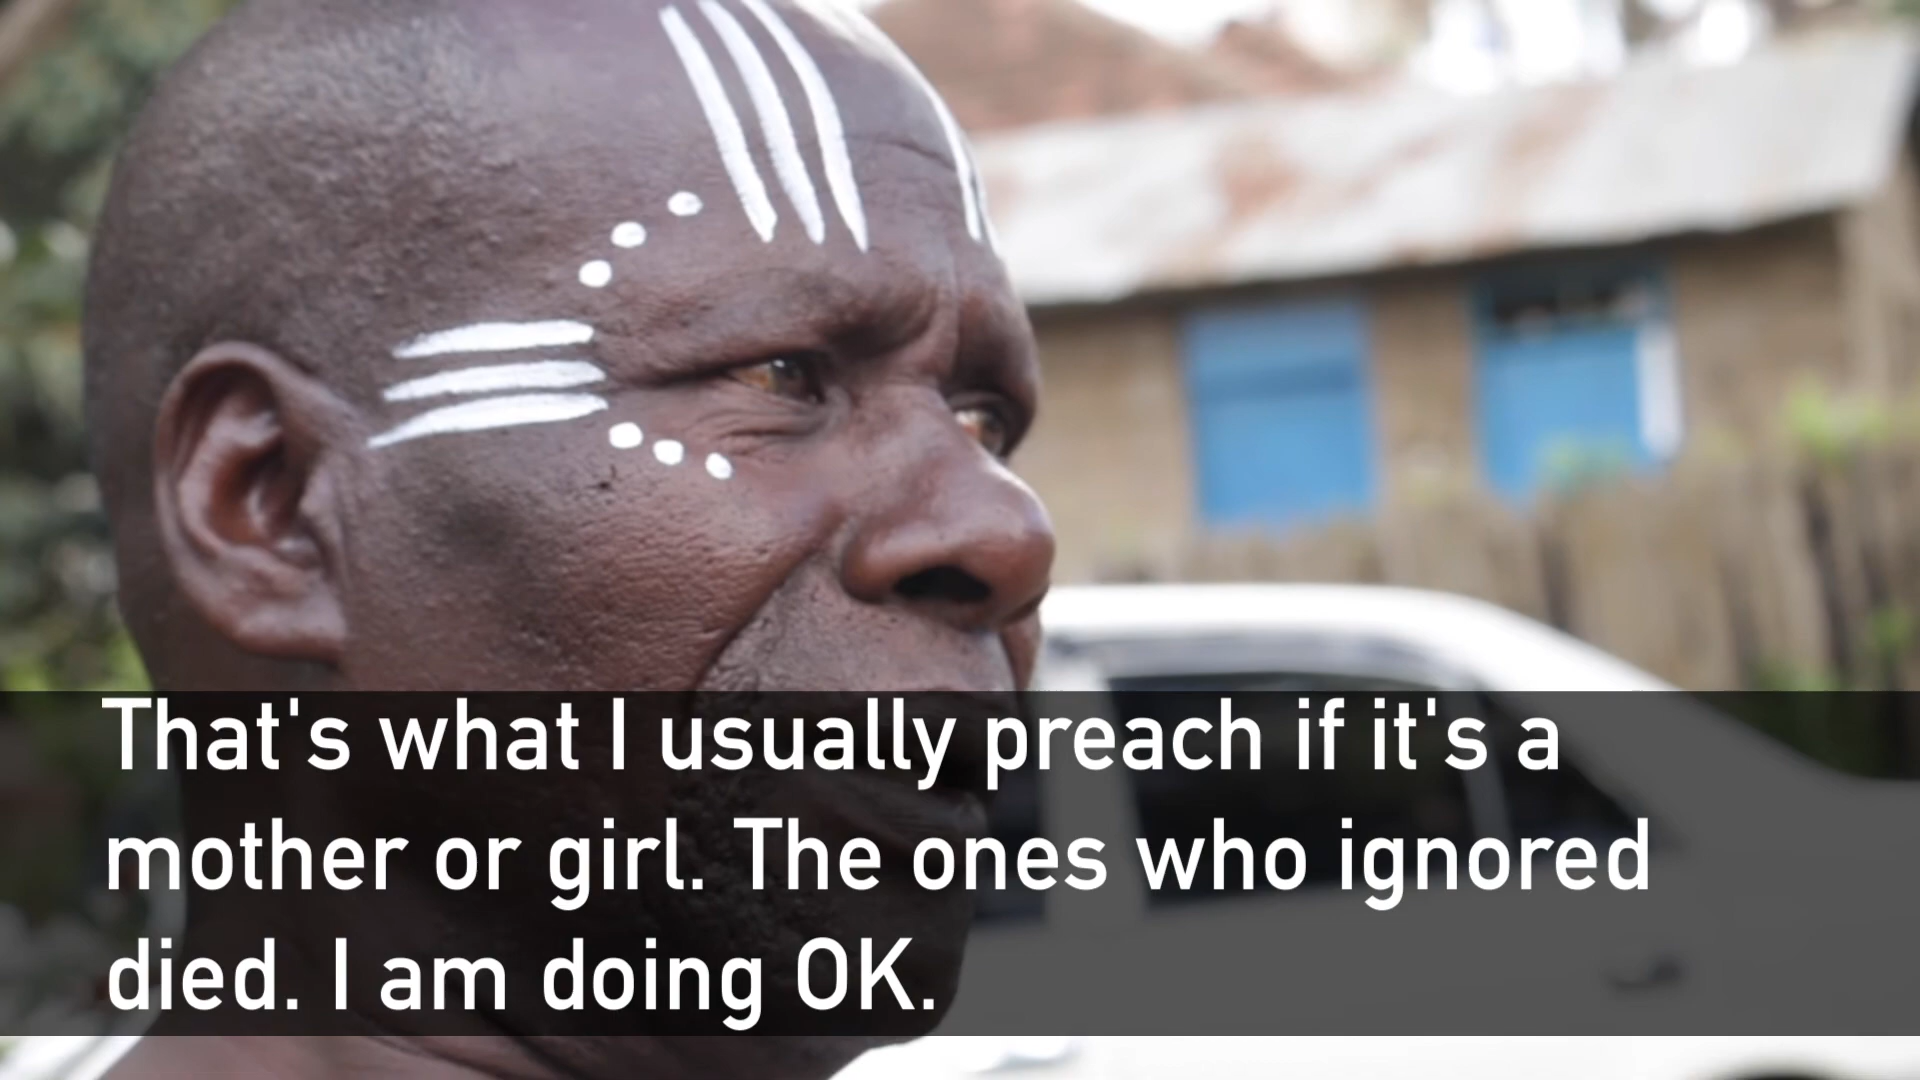 That's what I usually preach if it's a
mother or girl. The ones who ignored
died. I am doing OK.